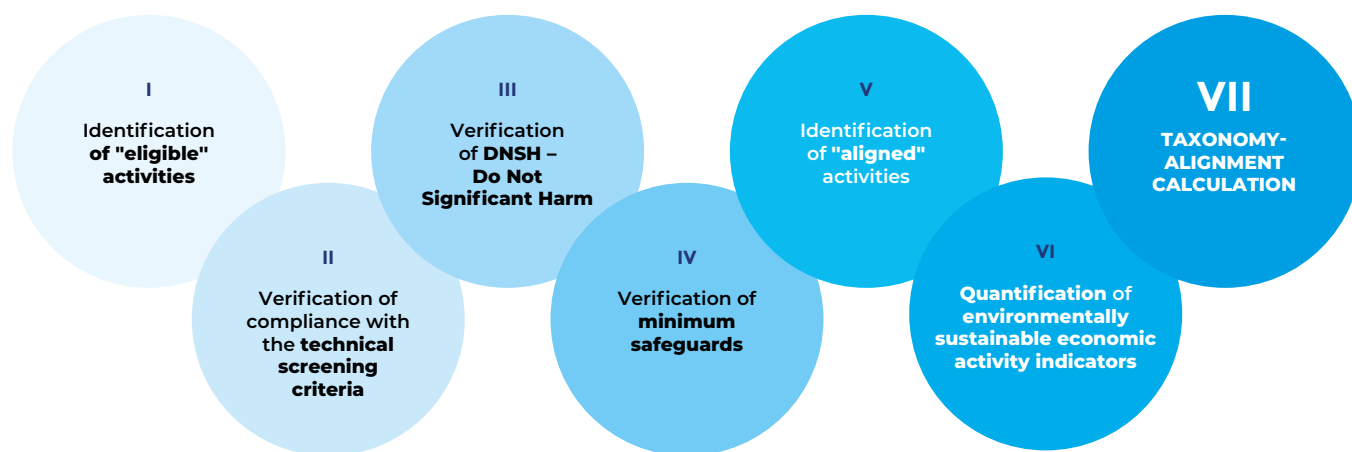 I
Identification
of "eligible"
activities
II
Verification of
compliance with
the technical
screening
criteria
III
Verification
of DNSH –
Do Not
Significant Harm
IV
Verification of
minimum
safeguards
V
Identification
of "aligned"
activities
VI
Quantification of
environmentally
sustainable economic
activity indicators
VII
TAXONOMY-
ALIGNMENT
CALCULATION